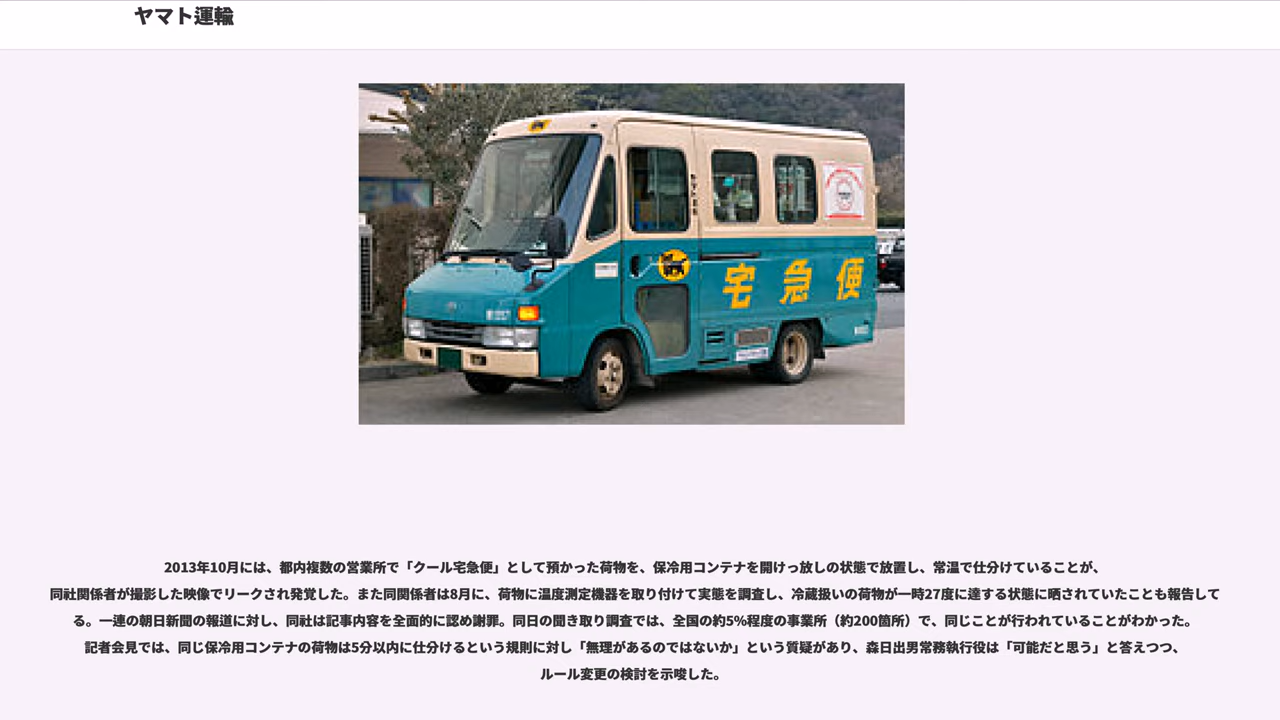 ヤマト運輸
宅急便
2013年10月には、都内複数の営業所で「クール宅急便」として預かった荷物を、保冷用コンテナを開けっ放しの状態で放置し、常温で仕分けていることが、
同社関係者が撮影した映像でリークされ発覚した。また同関係者は8月に、荷物に温度測定機器を取り付けて実態を調査し、冷蔵扱いの荷物が一時27度に達する状態に晒されていたことも報告して
る。一連の朝日新聞の報道に対し、同社は記事内容を全面的に認め謝罪。同日の聞き取り調査では、全国の約5%程度の事業所（約200箇所）で、同じことが行われていることがわかった。
記者会見では、同じ保冷用コンテナの荷物は5分以内に仕分けるという規則に対し「無理があるのではないか」という質疑があり、森日出男常務執行役は「可能だと思う」と答えつつ、
ルール変更の検討を示唆した。